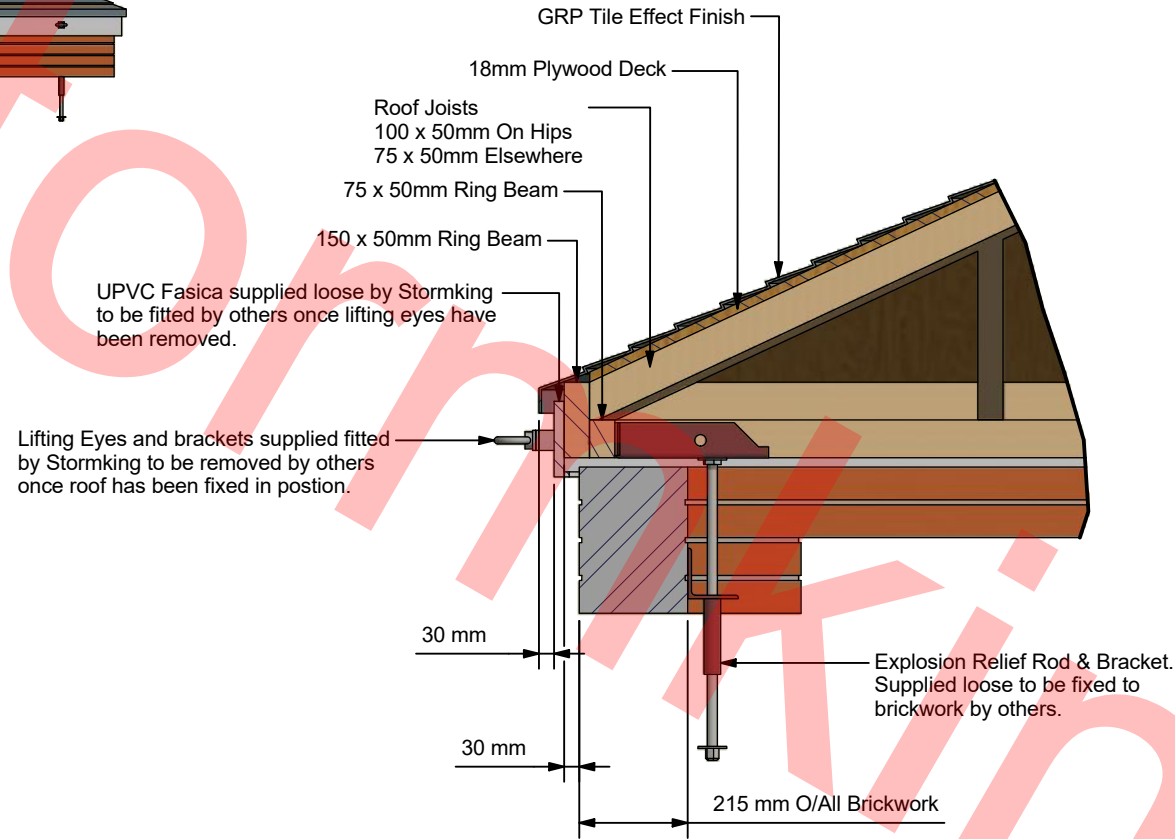 GRP Tile Effect Finish
18mm Plywood Deck
Roof Joists
100 x 50mm On Hips
75 x 50mm Elsewhere
75 x 50mm Ring Beam
150 x 50mm Ring Beam
UPVC Fasica supplied loose by Stormking
to be fitted by others once lifting eyes have
been removed.
Lifting Eyes and brackets supplied fitted
by Stormking to be removed by others
once roof has been fixed in postion.
30 mm
Explosion Relief Rod & Bracket.
Supplied loose to be fixed to
brickwork by others.
30 mm
215 mm O/All Brickwork
tormkin